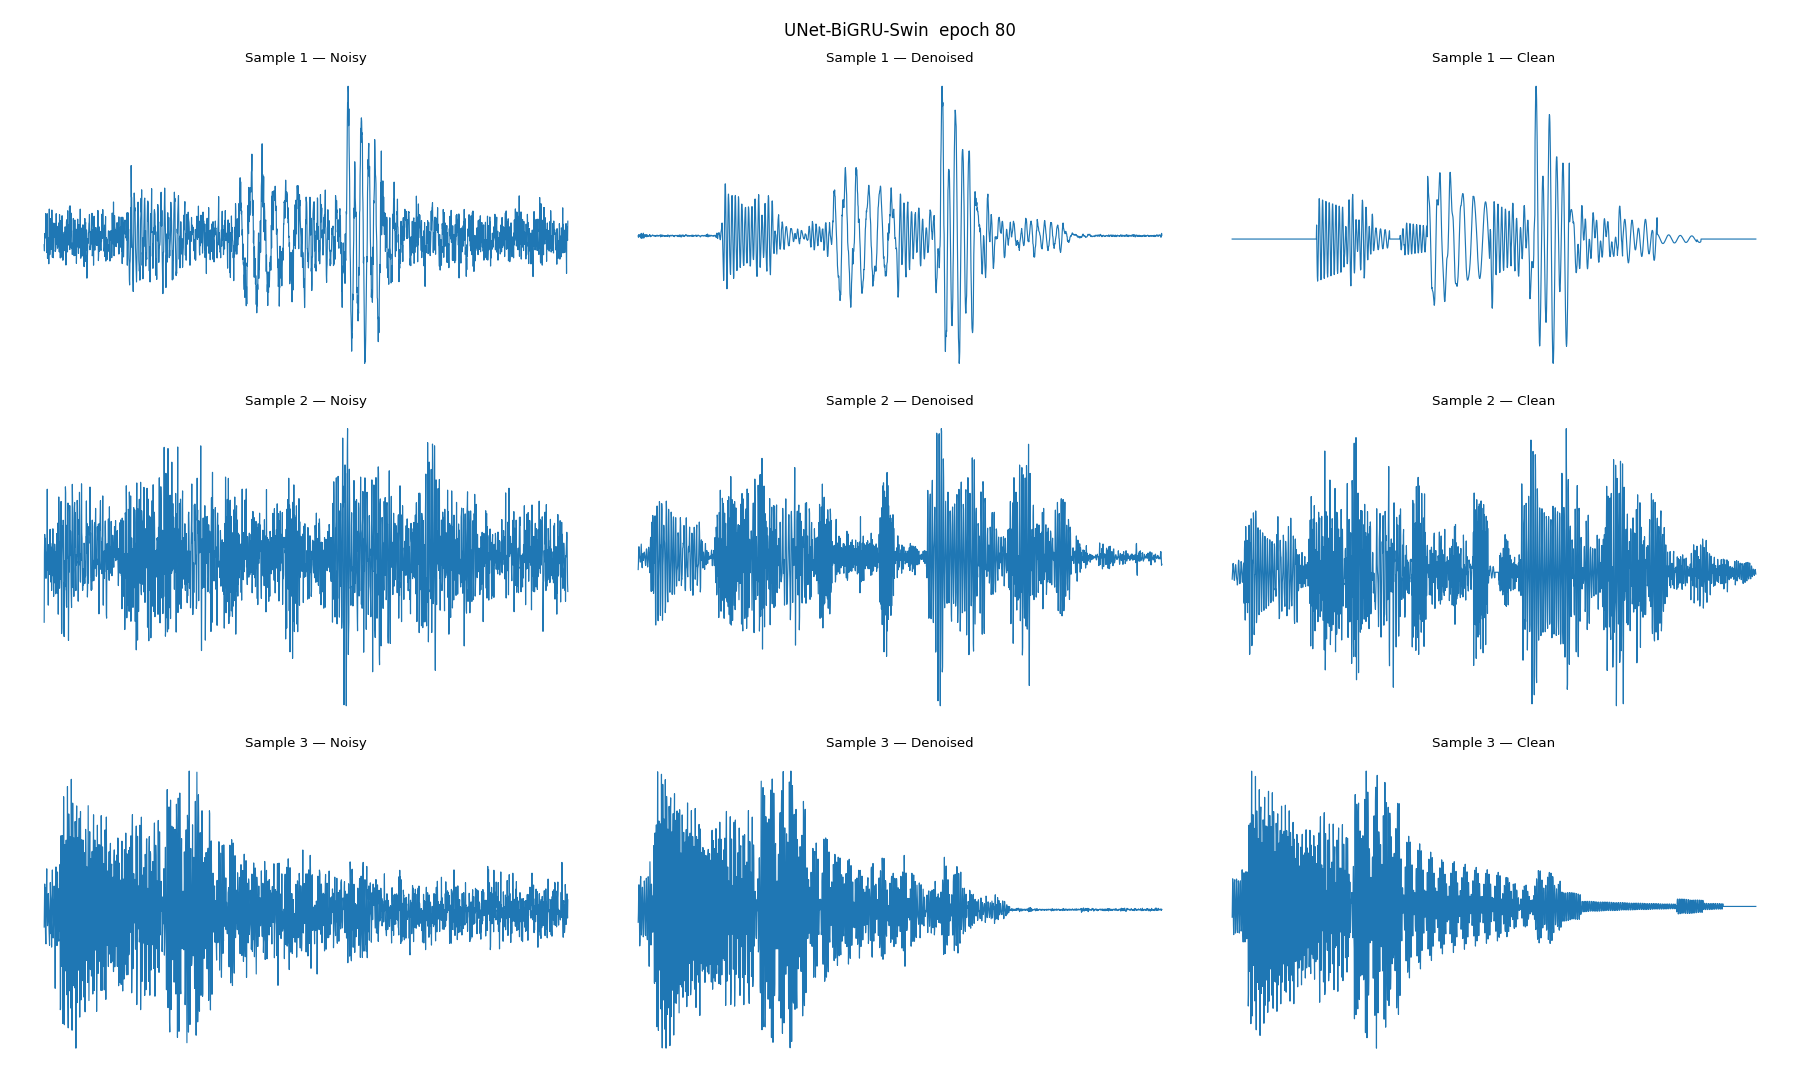 UNet-BiGRU-Swin  epoch 80
Sample 1 — Noisy
Sample 1 — Denoised
Sample 1 — Clean
Sample 2 — Noisy
Sample 2 — Denoised
Sample 2 — Clean
Sample 3 — Noisy
Sample 3 — Denoised
Sample 3 — Clean